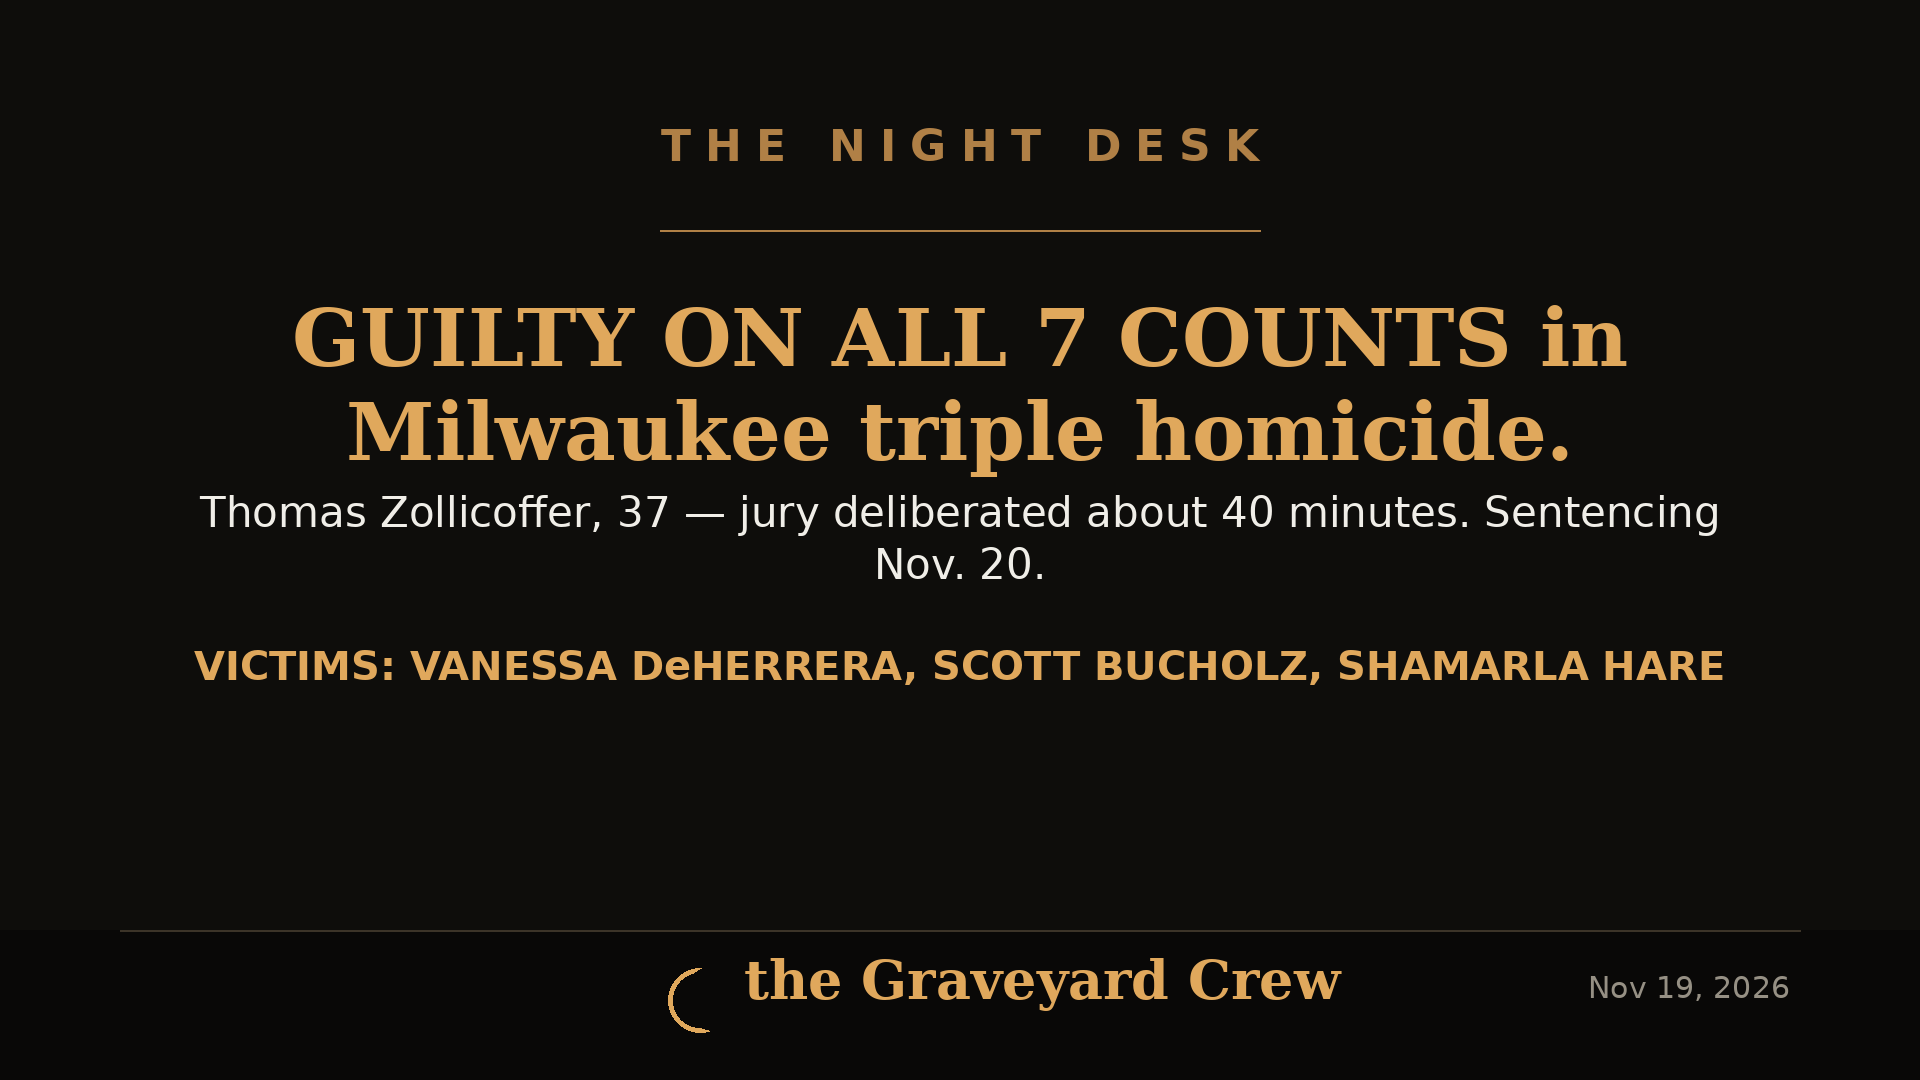 THE NIGHT DESK
GUILTY ON ALL 7 COUNTS in
Milwaukee triple homicide.
Thomas Zollicoffer, 37 — jury deliberated about 40 minutes. Sentencing
Nov. 20.
VICTIMS: VANESSA DeHERRERA, SCOTT BUCHOLZ, SHAMARLA HARE
the Graveyard Crew
Nov 19, 2026